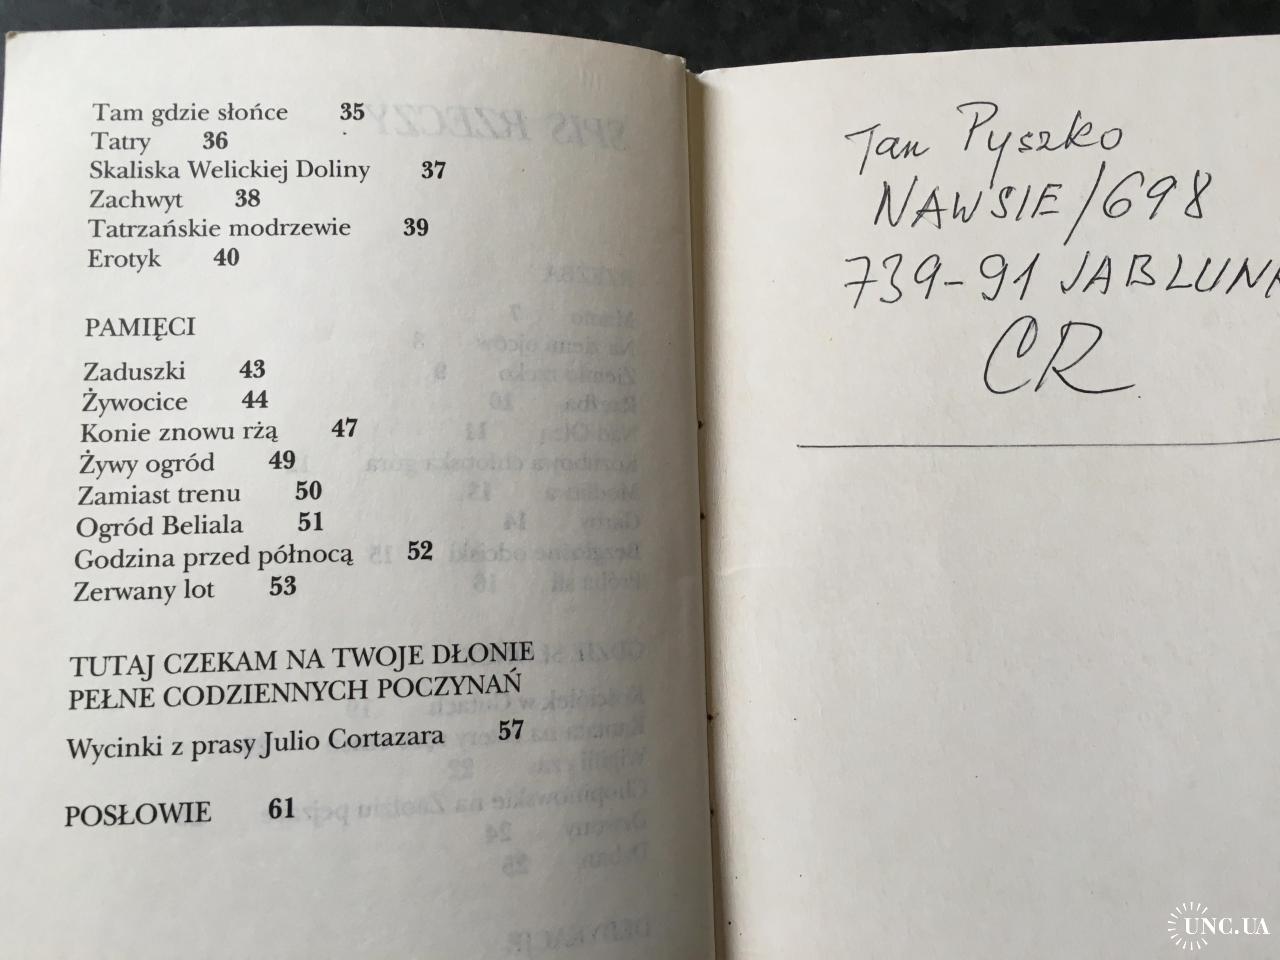 Tam gdzie słońce 35
Tatry 36
Skaliska Welickiej Doliny 37
Zachwyt 38
Tatrzańskie modrzewie 39
Erotyk 40
PAMIĘCI
Zaduszki 43
Żywocice 44
Konie znowu rżą 47
Żywy ogród 49
Zamiast trenu 50
Ogród Beliala 51
Godzina przed północą 52
Zerwany lot 53
TUTAJ CZEKAM NA TWOJE DŁONIE
PEŁNE CODZIENNYCH POCZYNAŃ
Wycinki z prasy Julio Cortazara 57
POSŁOWIE 61
Jan Pyszko
NAWSIE/698
739-91 JABLUNK
CR
UNC.UA